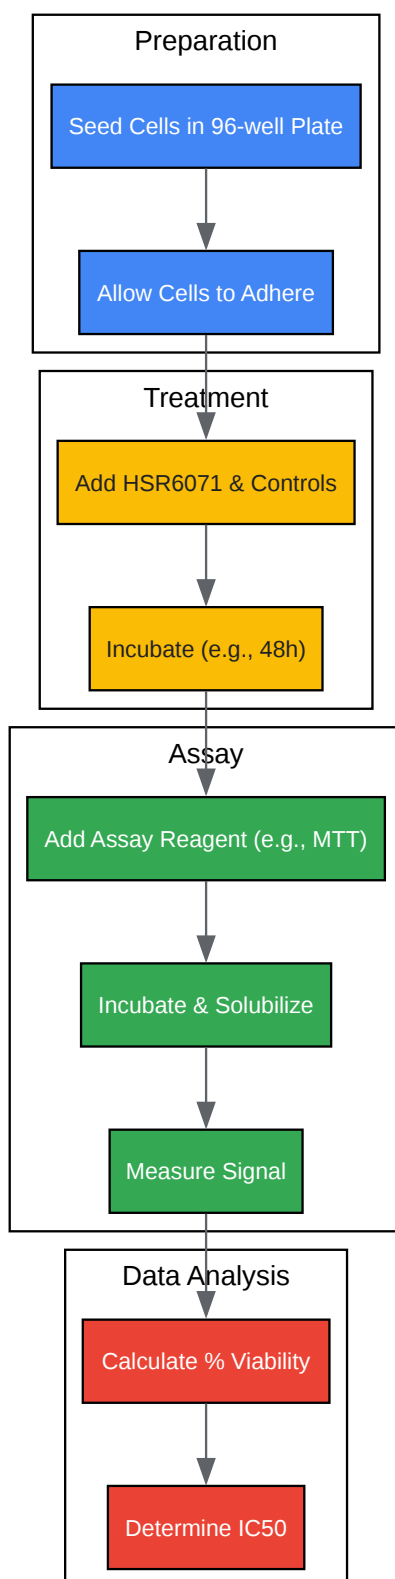 Preparation
Seed Cells in 96-well Plate
Allow Cells to Adhere
Treatment
Add HSR6071 & Controls
Incubate (e.g., 48h)
Assay
Add Assay Reagent (e.g., MTT)
Incubate & Solubilize
Measure Signal
Data Analysis
Calculate % Viability
Determine IC50